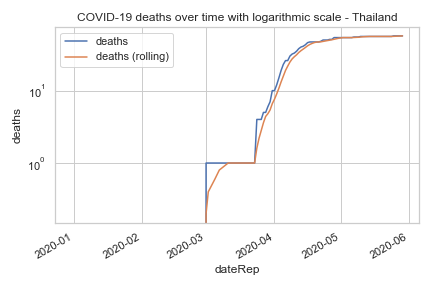 COVID-19 deaths over time with logarithmic scale - Thailand
deaths
deaths (rolling)
deaths
10¹
10⁰
2020-01
2020-02
2020-03
2020-04
2020-05
2020-06
dateRep